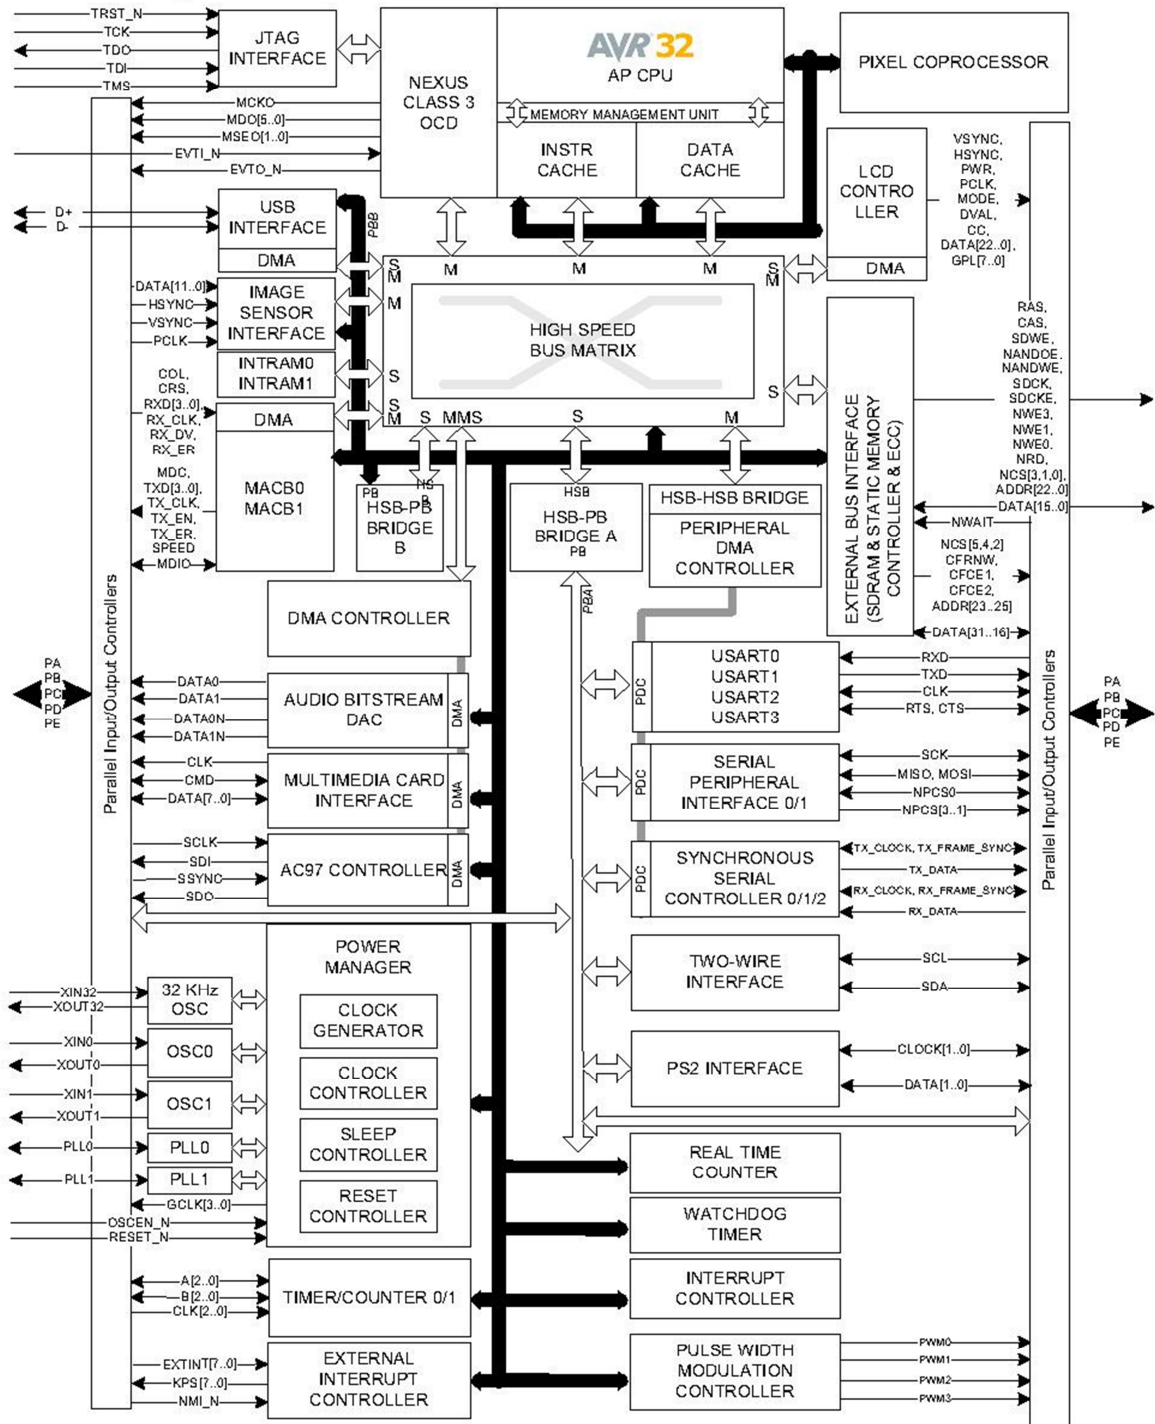 TRST_N
TCK
TDO
TDI
TMS
JTAG
INTERFACE
NEXUS
CLASS 3
OCD
AVR 32
AP CPU
MEMORY MANAGEMENT UNIT
INSTR
CACHE
DATA
CACHE
PIXEL COPROCESSOR
MCKO
MDO[5..0]
MSEO[1..0]
EVTI_N
EVTO_N
LCD
CONTRO
LLER
DMA
VSYNC,
HSYNC,
PWR,
PCLK,
MODE,
DVAL,
CC,
DATA[22..0],
GPL[7..0]
D+
D-
USB
INTERFACE
DMA
PBB
S
M
M
M
M
S
M
DATA[11..0]
HSYNC
VSYNC
PCLK
IMAGE
SENSOR
INTERFACE
M
HIGH SPEED
BUS MATRIX
INTRAM0
INTRAM1
S
S
S
M
S
MMS
S
M
COL,
CRS,
RXD[3..0],
RX_CLK,
RX_DV,
RX_ER
MDC,
TXD[3..0],
TX_CLK,
TX_EN,
TX_ER,
SPEED
MDIO
DMA
MACB0
MACB1
PB
HSB
HSB-PB
BRIDGE
B
HSB
HSB-PB
BRIDGE A
PB
PBA
HSB-HSB BRIDGE
PERIPHERAL
DMA
CONTROLLER
EXTERNAL BUS INTERFACE
(SDRAM & STATIC MEMORY
CONTROLLER & ECC)
RAS,
CAS,
SDWE,
NANDOE,
NANDWE,
SDCK,
SDCKE,
NWE3,
NWE1,
NWE0,
NRD,
NCS[3,1,0],
ADDR[22..0]
DATA[15..0]
NWAIT
NCS[5,4,2]
CFRNW,
CFCE1,
CFCE2,
ADDR[23..25]
DATA[31..16]
PA
PB
PC
PD
PE
Parallel Input/Output Controllers
DMA CONTROLLER
DATA0
DATA1
DATA0N
DATA1N
AUDIO BITSTREAM
DAC
DMA
CLK
CMD
DATA[7..0]
MULTIMEDIA CARD
INTERFACE
DMA
SCLK
SDI
SSYNC
SDO
AC97 CONTROLLER
DMA
PDC
USART0
USART1
USART2
USART3
RXD
TXD
CLK
RTS, CTS
PDC
SERIAL
PERIPHERAL
INTERFACE 0/1
SCK
MISO, MOSI
NPCS0
NPCS[3..1]
PDC
SYNCHRONOUS
SERIAL
CONTROLLER 0/1/2
TX_CLOCK, TX_FRAME_SYNC
TX_DATA
RX_CLOCK, RX_FRAME_SYNC
RX_DATA
TWO-WIRE
INTERFACE
SCL
SDA
PS2 INTERFACE
CLOCK[1..0]
DATA[1..0]
Parallel Input/Output Controllers
PA
PB
PC
PD
PE
POWER
MANAGER
CLOCK
GENERATOR
CLOCK
CONTROLLER
SLEEP
CONTROLLER
RESET
CONTROLLER
XIN32
XOUT32
32 KHz
OSC
XIN0
XOUT0
OSC0
XIN1
XOUT1
OSC1
PLL0
PLL0
PLL1
PLL1
GCLK[3..0]
OSCEN_N
RESET_N
A[2..0]
B[2..0]
CLK[2..0]
TIMER/COUNTER 0/1
EXTINT[7..0]
KPS[7..0]
NMI_N
EXTERNAL
INTERRUPT
CONTROLLER
REAL TIME
COUNTER
WATCHDOG
TIMER
INTERRUPT
CONTROLLER
PULSE WIDTH
MODULATION
CONTROLLER
PWM0
PWM1
PWM2
PWM3